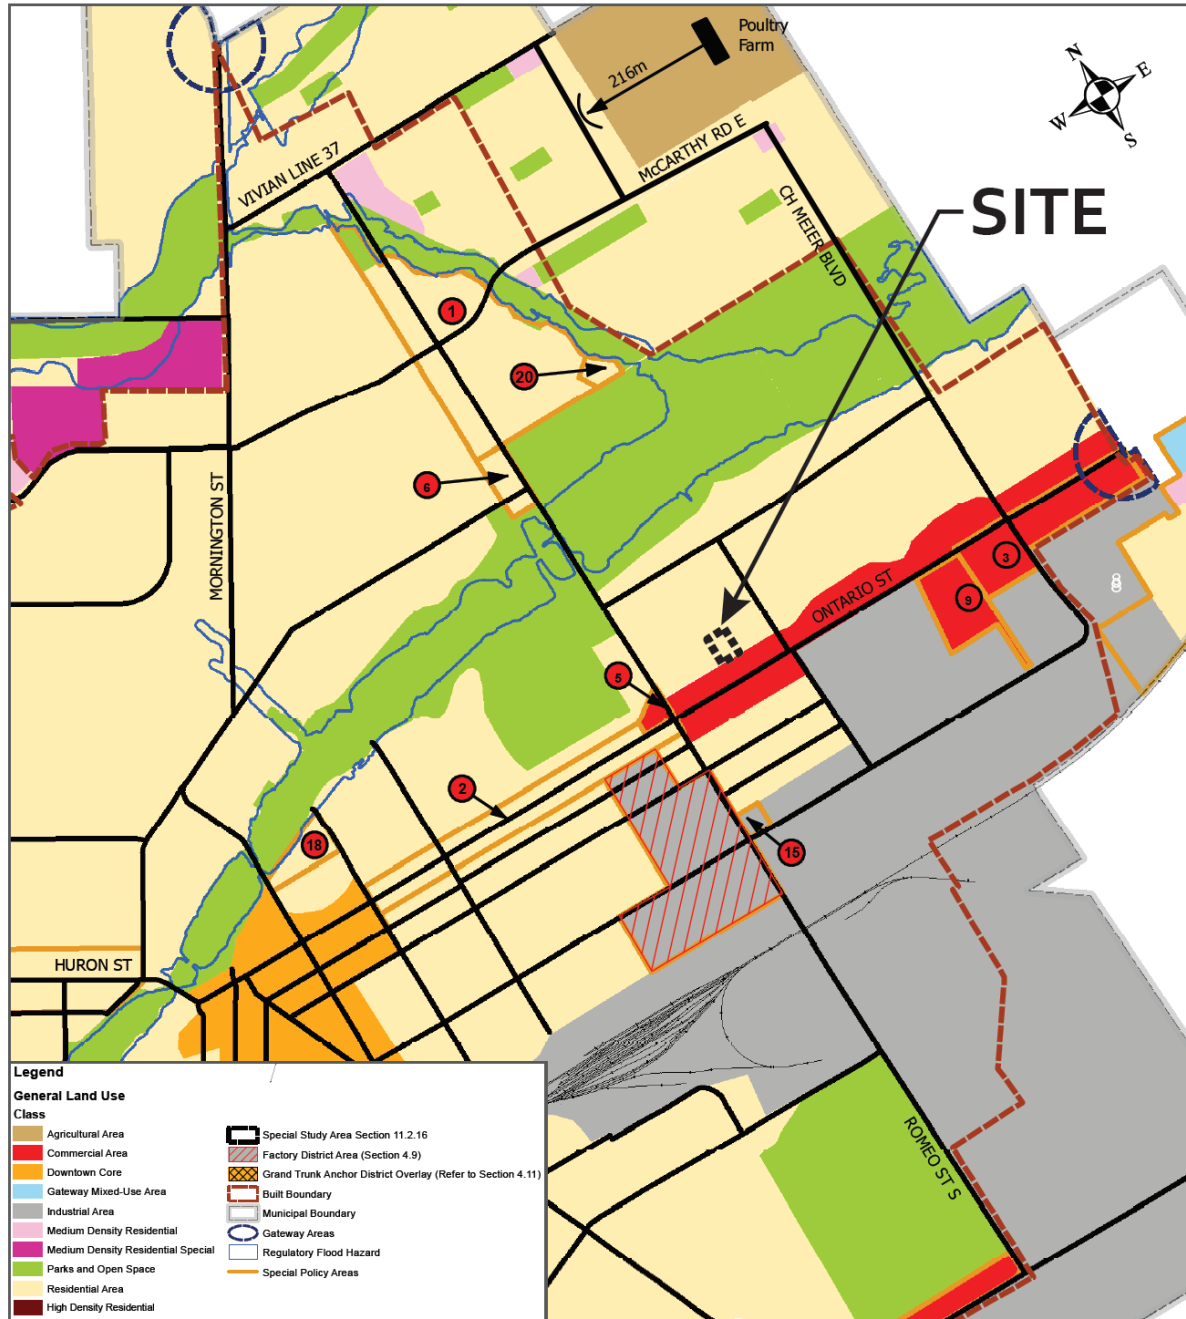 Poultry
Farm
216m
N
E
W
S
VIVIAN LINE 37
McCARTHY RD E
CH MEIER BLVD
SITE
1
20
6
MORNINGTON ST
ONTARIO ST
3
9
8
5
2
18
15
HURON ST
ROMEO ST S
Legend
General Land Use
Class
Agricultural Area
Commercial Area
Downtown Core
Gateway Mixed-Use Area
Industrial Area
Medium Density Residential
Medium Density Residential Special
Parks and Open Space
Residential Area
High Density Residential
Special Study Area Section 11.2.16
Factory District Area (Section 4.9)
Grand Trunk Anchor District Overlay (Refer to Section 4.11)
Built Boundary
Municipal Boundary
Gateway Areas
Regulatory Flood Hazard
Special Policy Areas